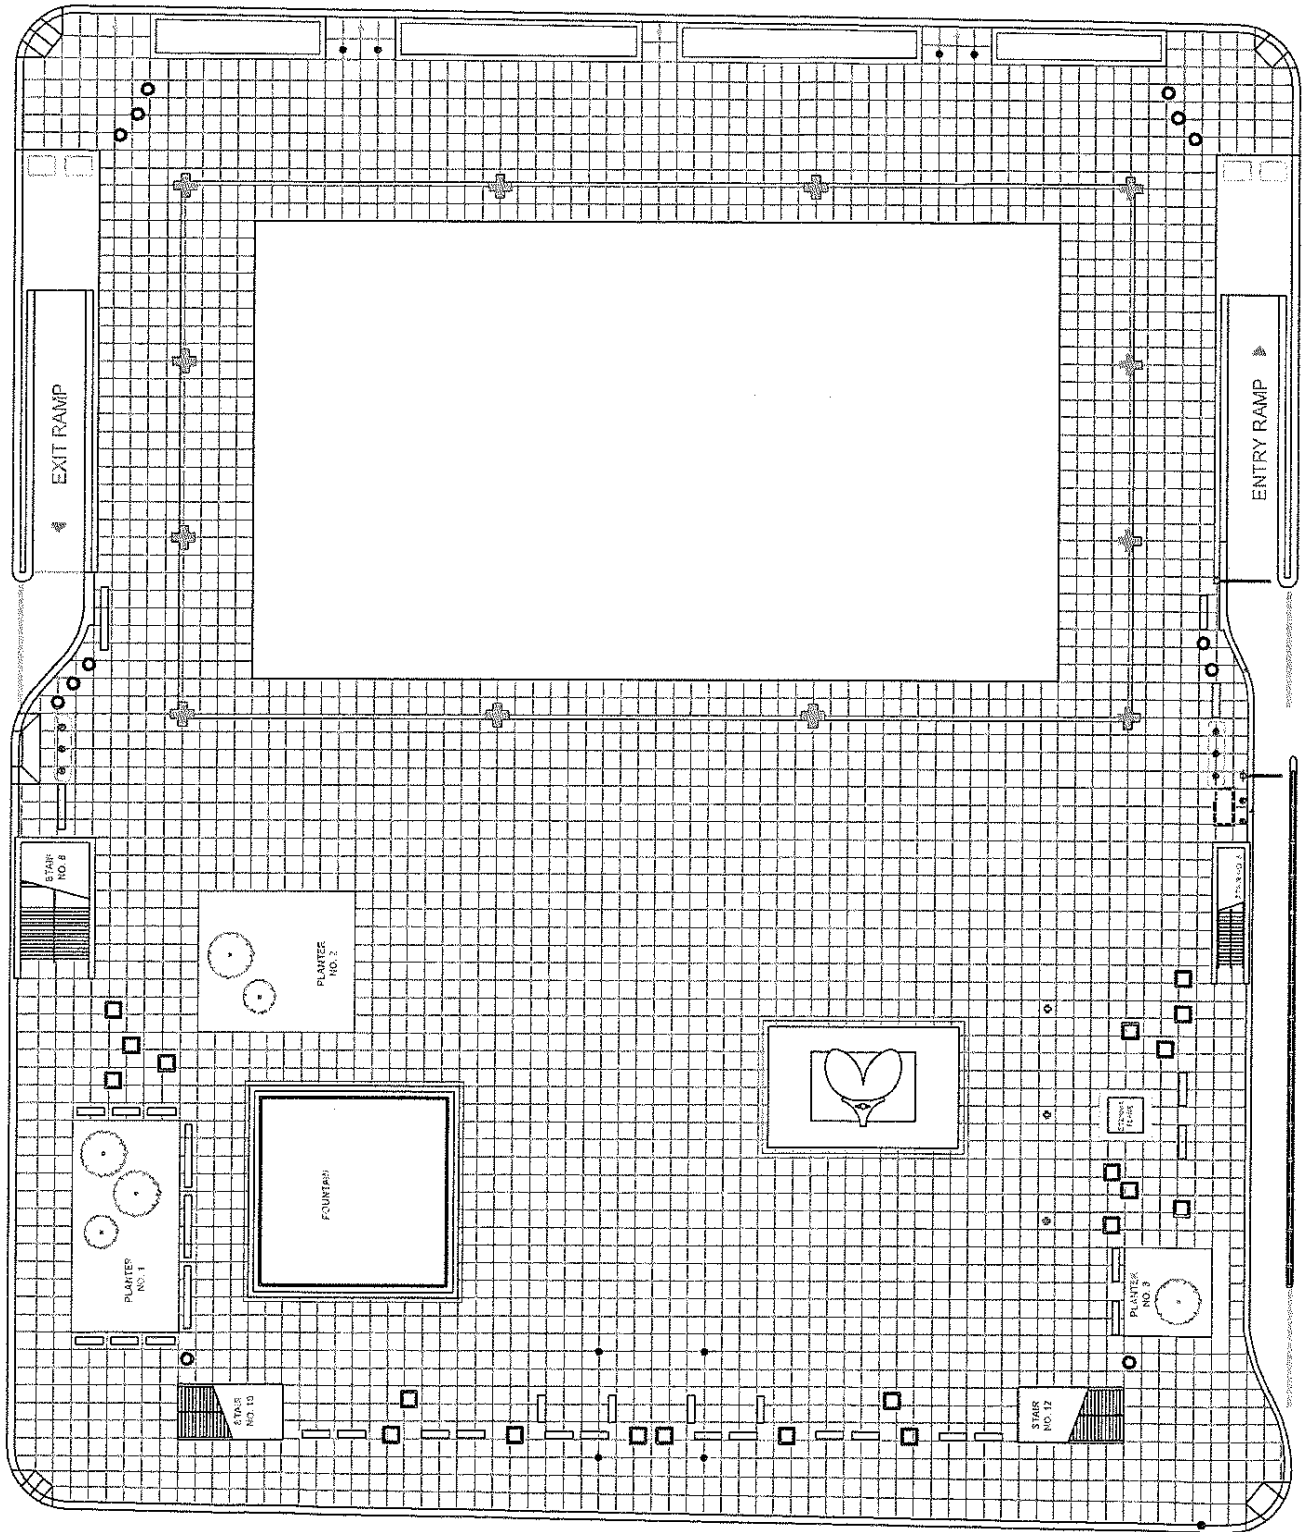 EXIT RAMP
ENTRY RAMP
STAIR
NO. 8
PLANTER
NO. 2
FOUNTAIN
PLANTER
NO. 1
PLANTER
NO. 3
STAIR
NO. 10
STAIR
NO. 12